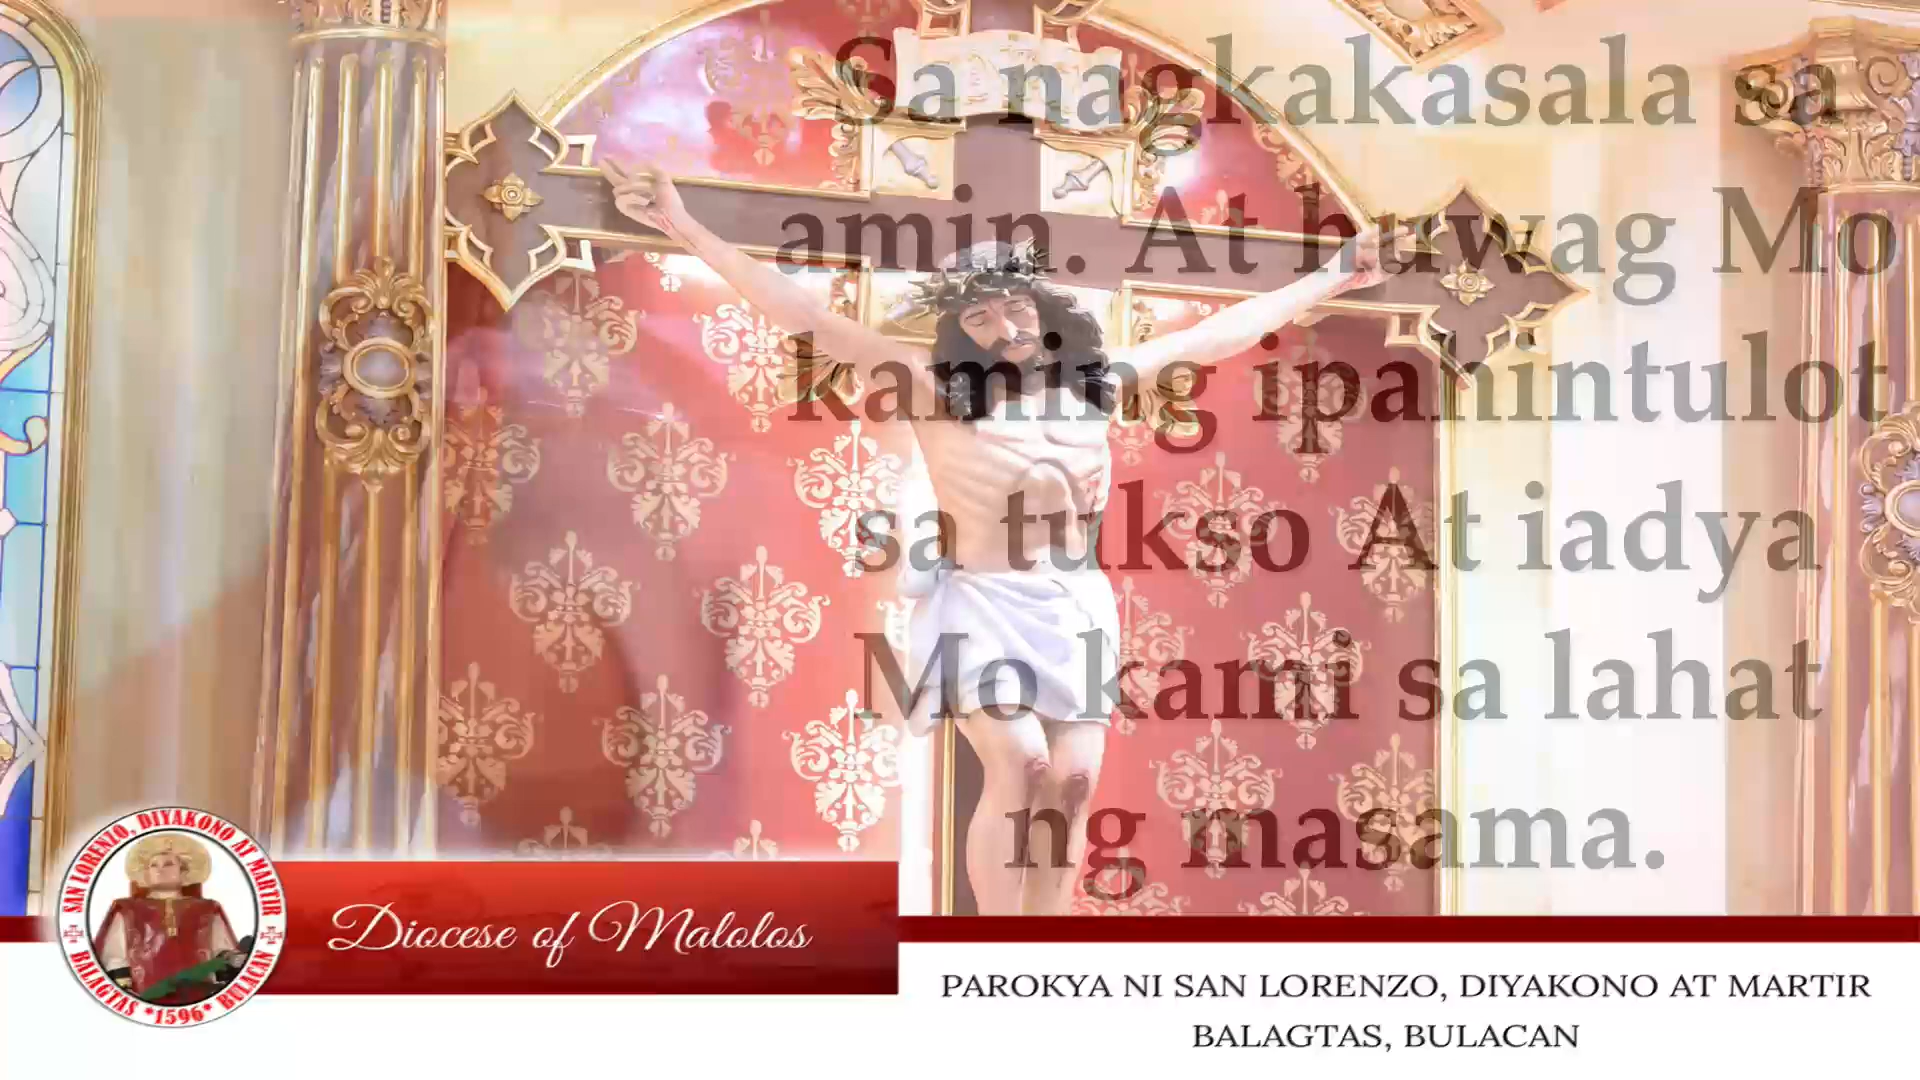 Sa nagkakasala sa
amin. At huwag Mo
kaming ipahintulot
sa tukso At iadya
Mo kami sa lahat
ng masama.
SAN LORENZO, DIYAKONO AT MARTIR
BALAGTAS *1596* BULACAN
Diocese of Malolos
PAROKYA NI SAN LORENZO, DIYAKONO AT MARTIR
BALAGTAS, BULACAN